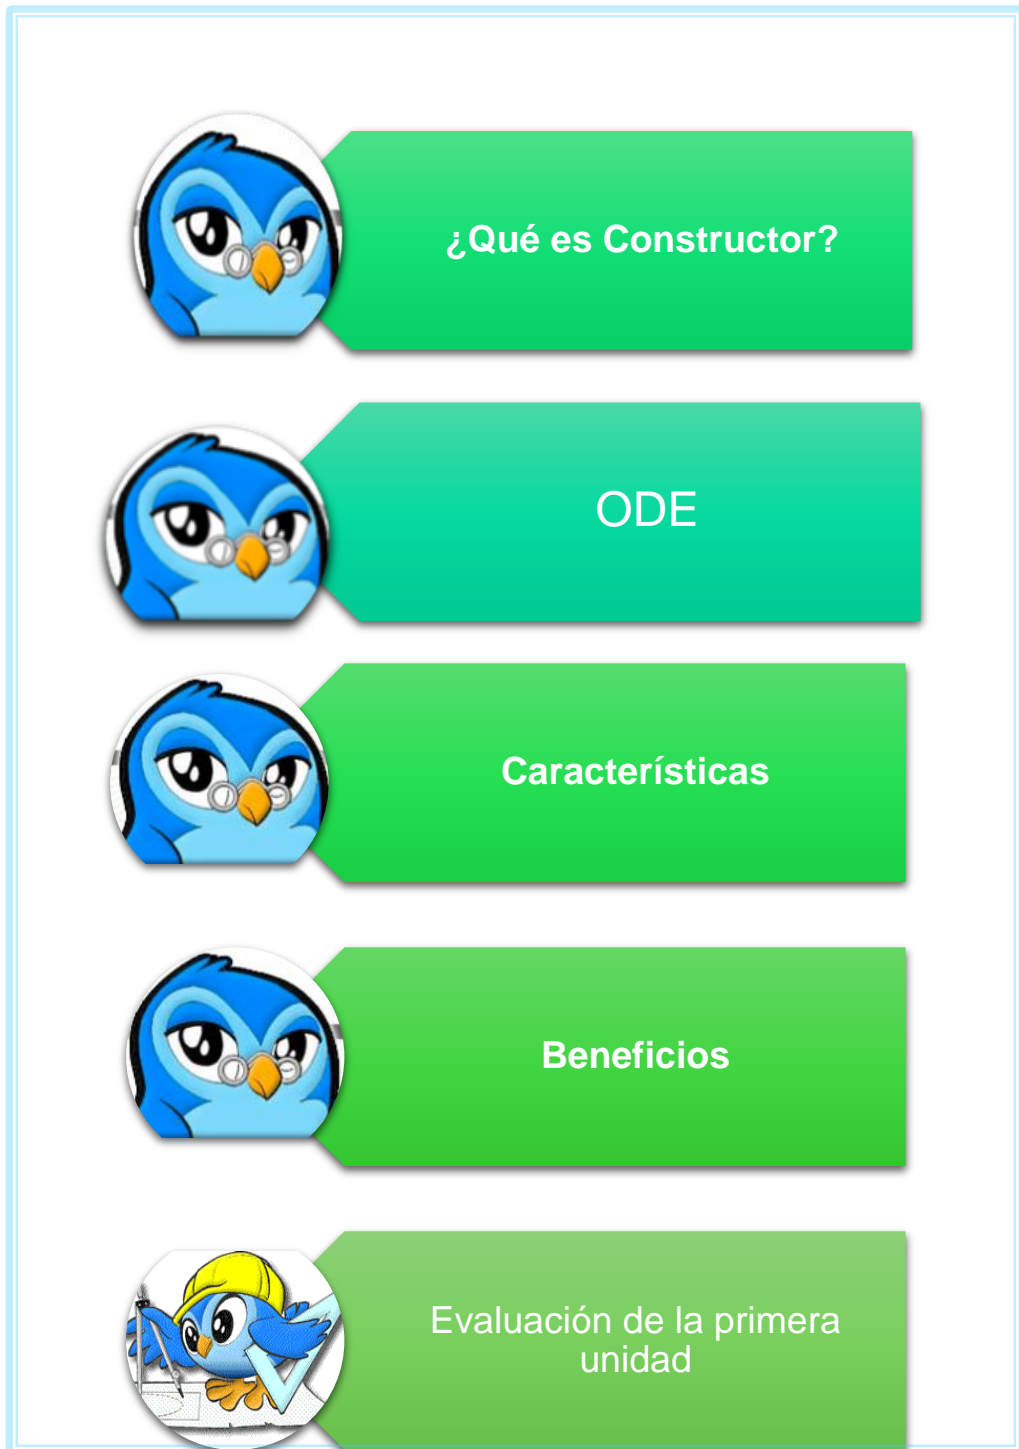 ¿Qué es Constructor?
ODE
Características
Beneficios
Evaluación de la primera
unidad